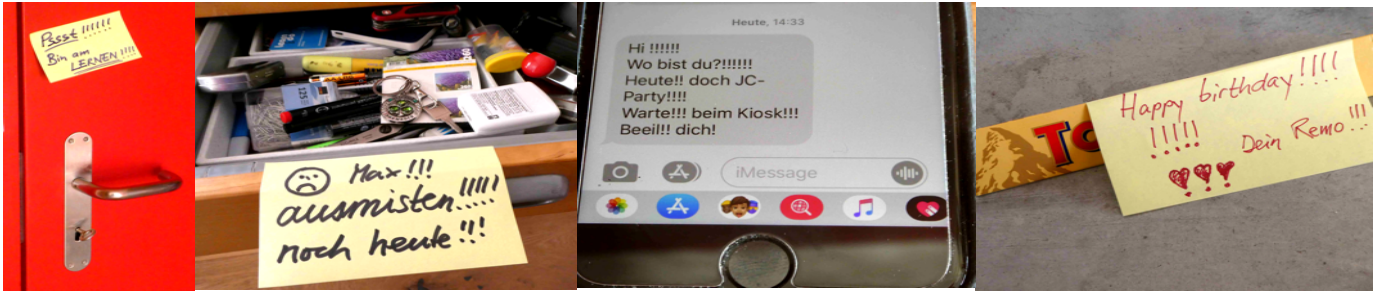 Pssst!!!!!!
Bin am
LERNEN!!!!
Max!!!
ausmisten!!!!!
noch heute!!!
Heute, 14:33
Hi !!!!!!
Wo bist du?!!!!!!
Heute!! doch JC-
Party!!!!
Warte!!! beim Kiosk!!!
Beeil!! dich!
iMessage
TO
Happy birthday!!!!
!!!!!
Dein Remo!!!